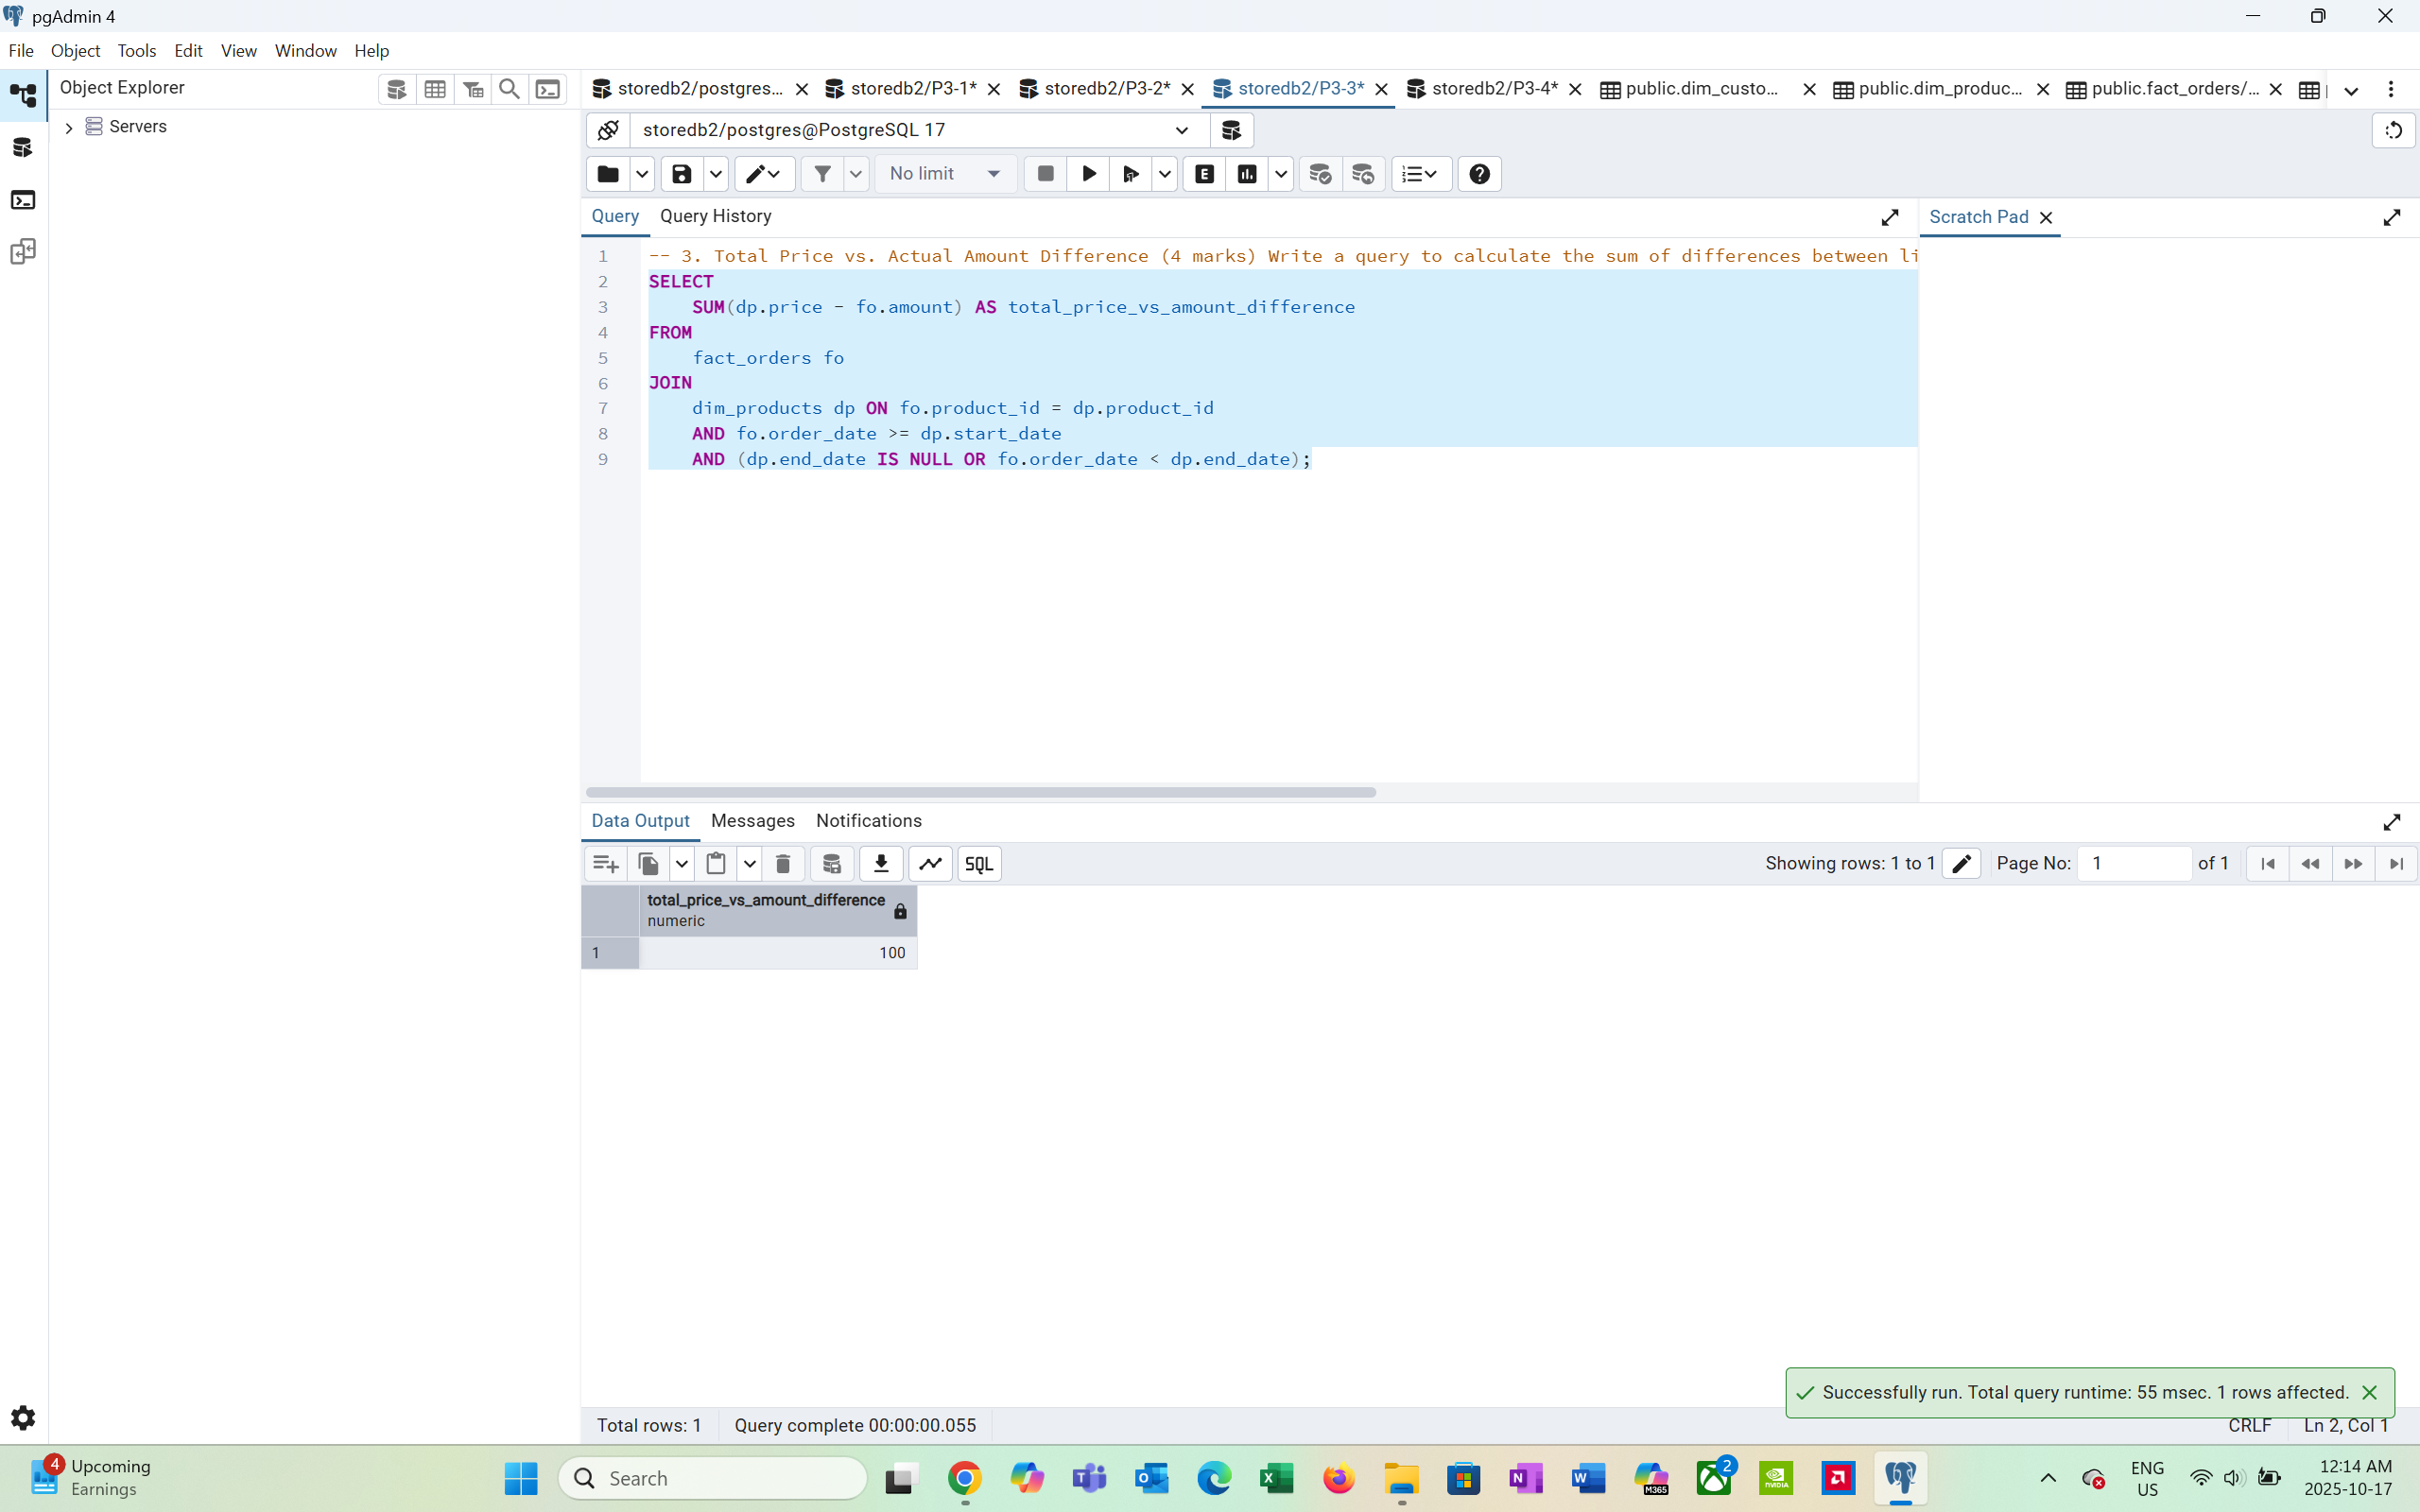 pgAdmin 4
File Object Tools Edit View Window Help
Object Explorer
Servers
storedb2/postgres... storedb2/P3-1* storedb2/P3-2* storedb2/P3-3* storedb2/P3-4* public.dim_custo... public.dim_produc... public.fact_orders/...
storedb2/postgres@PostgreSQL 17
No limit
E
Query Query History
Scratch Pad
1 -- 3. Total Price vs. Actual Amount Difference (4 marks) Write a query to calculate the sum of differences between li
2 SELECT
3 SUM(dp.price - fo.amount) AS total_price_vs_amount_difference
4 FROM
5 fact_orders fo
6 JOIN
7 dim_products dp ON fo.product_id = dp.product_id
8 AND fo.order_date >= dp.start_date
9 AND (dp.end_date IS NULL OR fo.order_date < dp.end_date);
Data Output Messages Notifications
SQL
Showing rows: 1 to 1 Page No: 1 of 1
total_price_vs_amount_difference
numeric
1 100
Successfully run. Total query runtime: 55 msec. 1 rows affected.
Total rows: 1 Query complete 00:00:00.055 CRLF Ln 2, Col 1
4 Upcoming
Earnings
Search
M365
2
NVIDIA
ENG
US
12:14 AM
2025-10-17